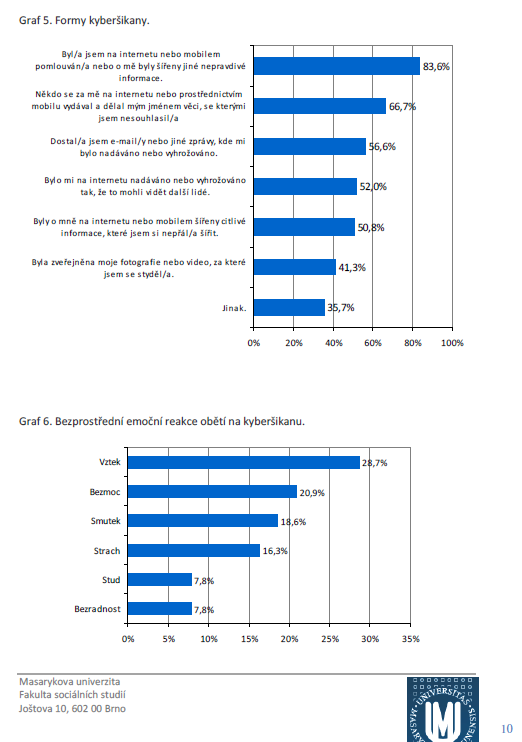 Graf 5. Formy kyberšikany.
Byl/a jsem na internetu nebo mobilem
pomlouván/a nebo o mě byly šířeny jiné nepravdivé
informace.
83,6%
Někdo se za mě na internetu nebo prostřednictvím
mobilu vydával a dělal mým jménem věci, se kterými
jsem nesouhlasil/a
66,7%
Dostal/a jsem e-mail/y nebo jiné zprávy, kde mi
bylo nadáváno nebo vyhrožováno.
56,6%
Bylo mi na internetu nadáváno nebo vyhrožováno
tak, že to mohli vidět další lidé.
52,0%
Byly o mně na internetu nebo mobilem šířeny citlivé
informace, které jsem si nepřál/a šířit.
50,8%
Byla zveřejněna moje fotografie nebo video, za které
jsem se styděl/a.
41,3%
Jinak.
35,7%
0% 20% 40% 60% 80% 100%
Graf 6. Bezprostřední emoční reakce obětí na kyberšikanu.
Vztek 28,7%
Bezmoc 20,9%
Smutek 18,6%
Strach 16,3%
Stud 7,8%
Bezradnost 7,8%
0% 5% 10% 15% 20% 25% 30% 35%
Masarykova univerzita
Fakulta sociálních studií
Joštova 10, 602 00 Brno
10